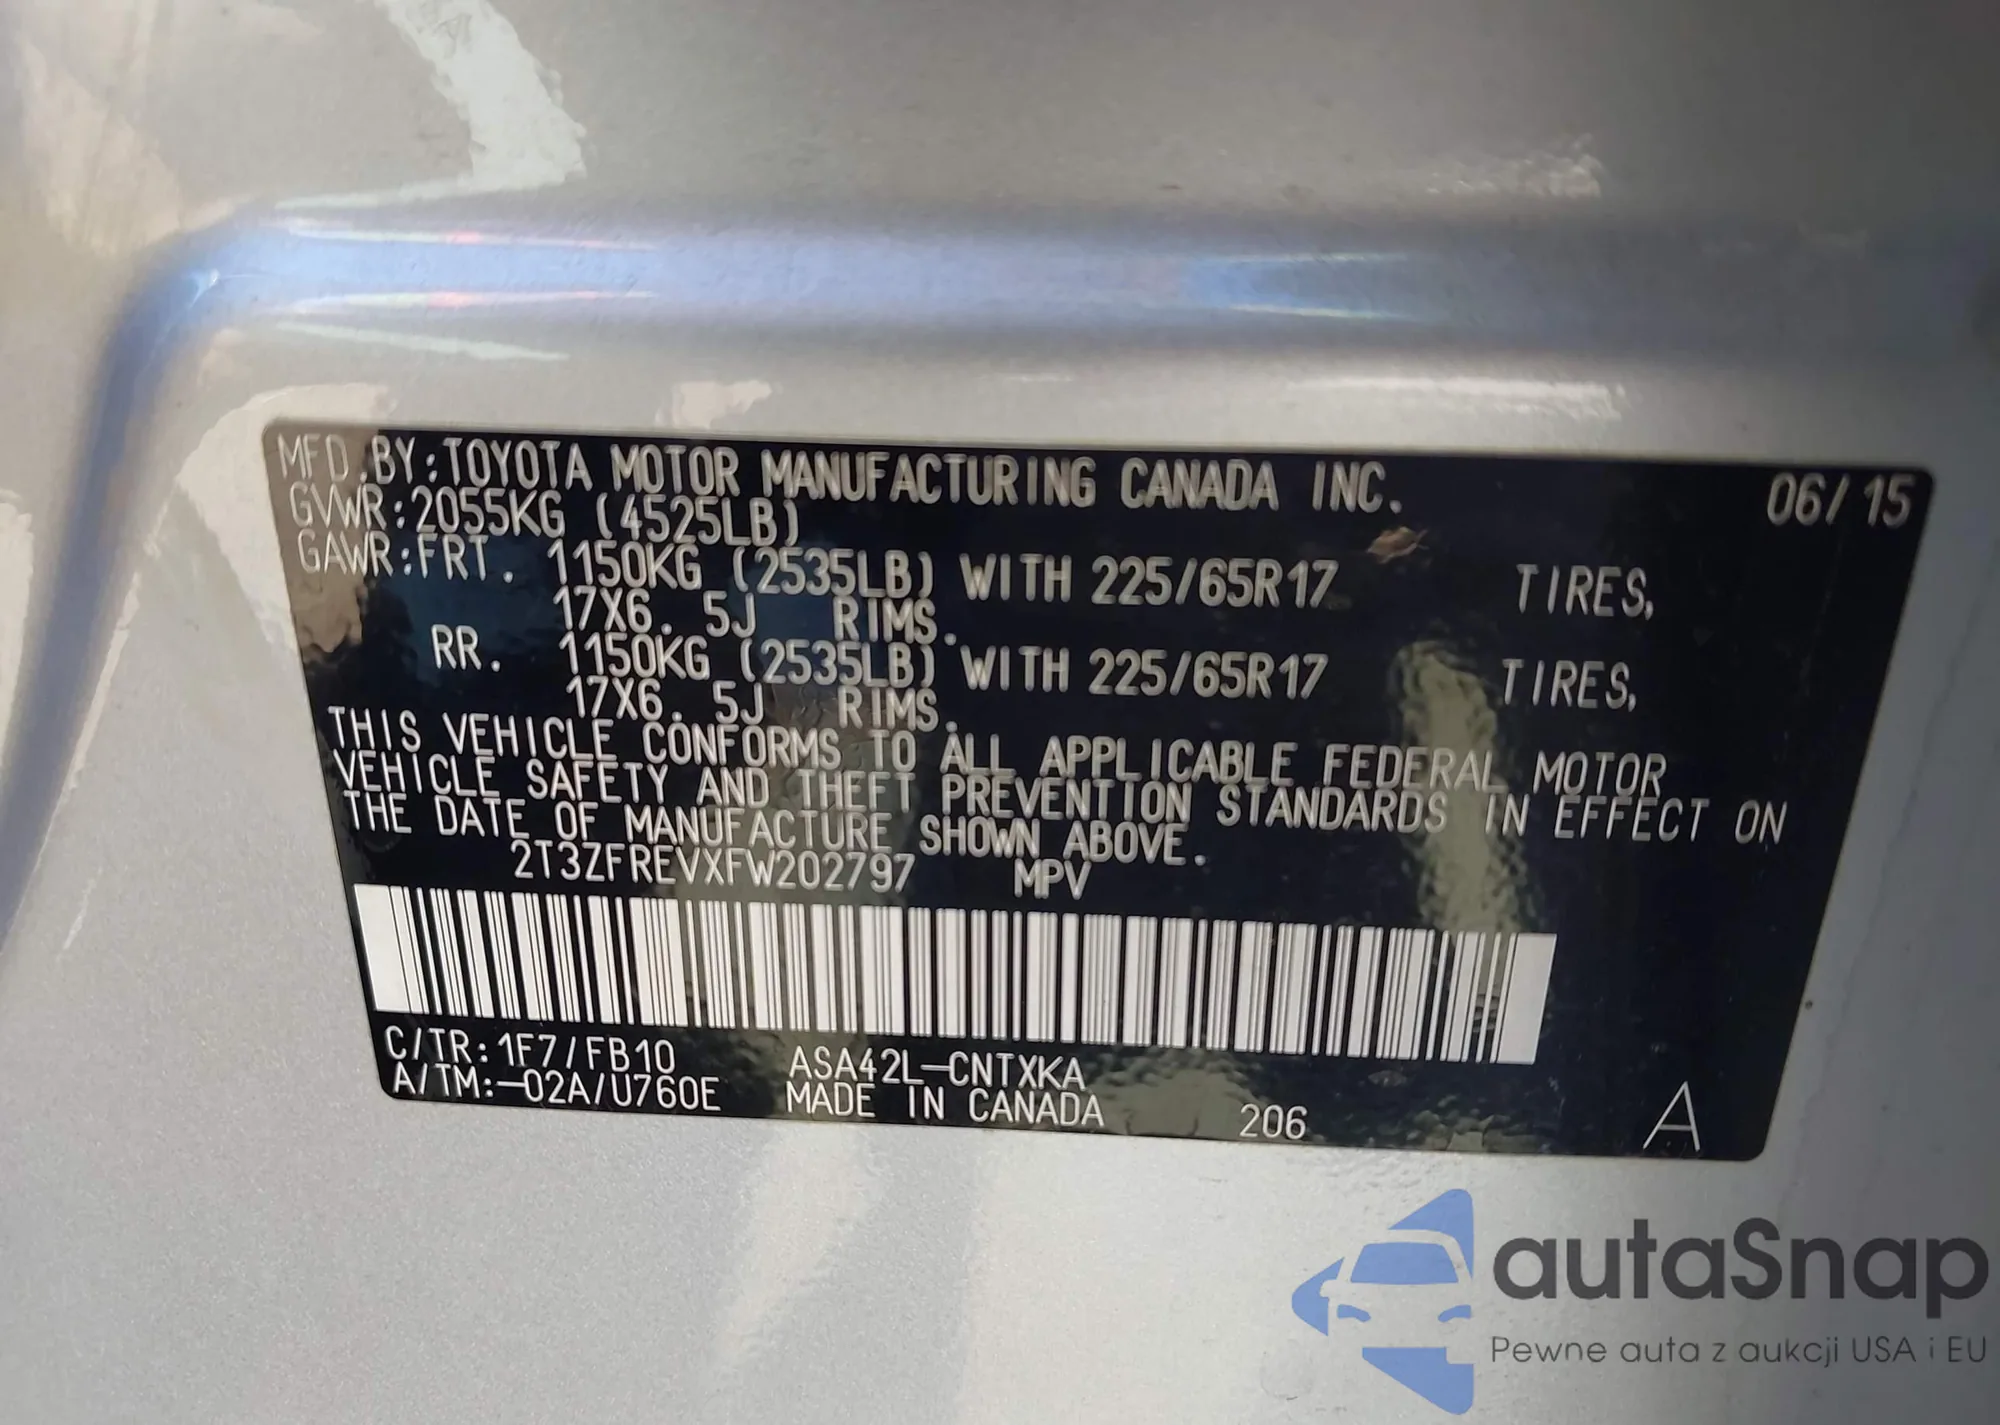 MFD.BY:TOYOTA MOTOR MANUFACTURING CANADA INC. 06/15
GVWR:2055KG (4525LB)
GAWR:FRT. 1150KG (2535LB) WITH 225/65R17 TIRES,
17X6.5J RIMS.
RR. 1150KG (2535LB) WITH 225/65R17 TIRES,
17X6.5J RIMS.
THIS VEHICLE CONFORMS TO ALL APPLICABLE FEDERAL MOTOR
VEHICLE SAFETY AND THEFT PREVENTION STANDARDS IN EFFECT ON
THE DATE OF MANUFACTURE SHOWN ABOVE.
2T3ZFREVXFW202797 MPV
C/TR:1F7/FB10 ASA42L-CNTXKA
A/TM:-02A/U760E MADE IN CANADA 206 A
autaSnap
Pewne auta z aukcji USA i EU